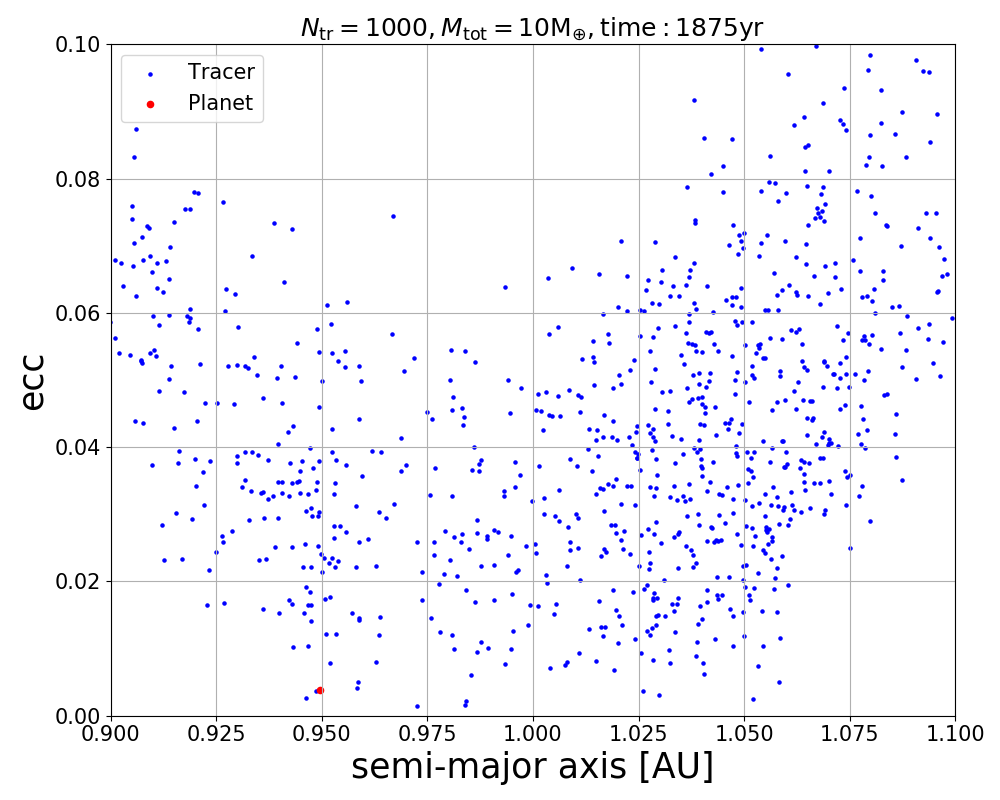 N_tr = 1000, M_tot = 10M_⊕, time : 1875yr
Tracer
Planet
0.10
0.08
0.06
0.04
0.02
0.00
ecc
0.900 0.925 0.950 0.975 1.000 1.025 1.050 1.075 1.100
semi-major axis [AU]